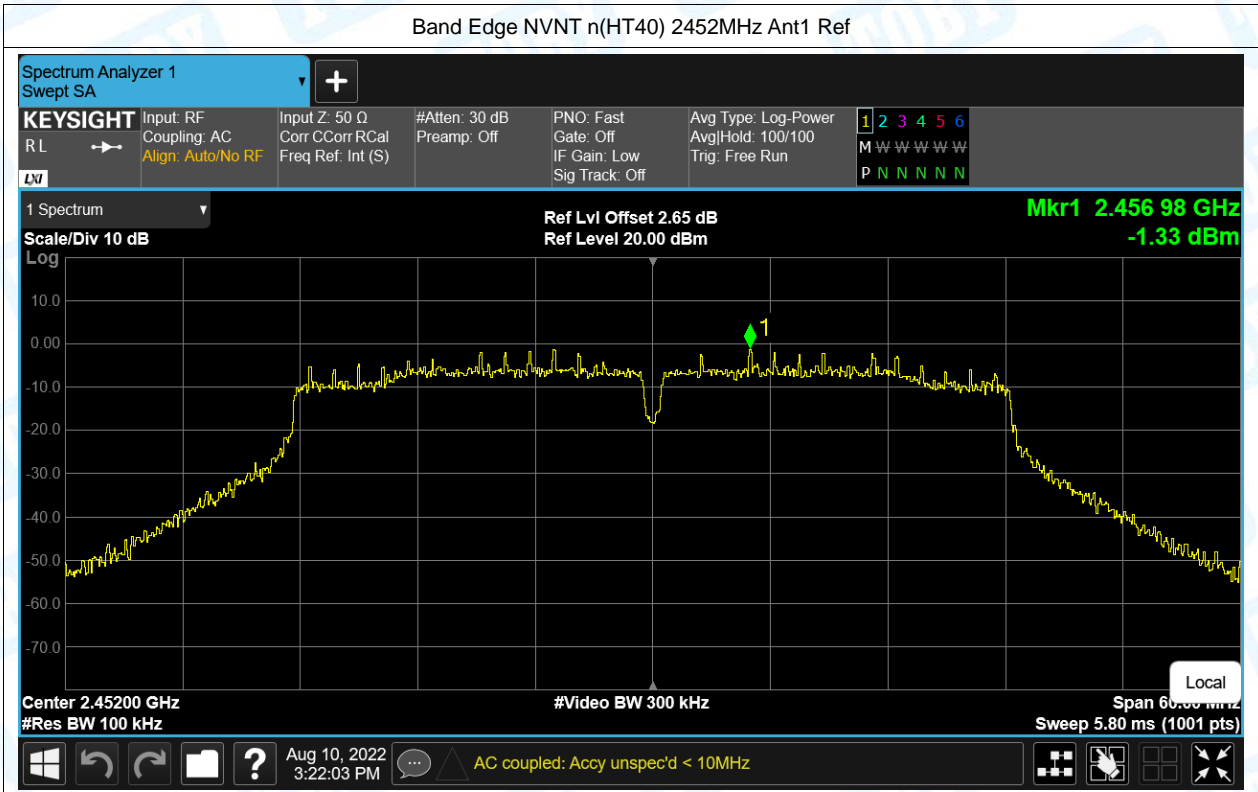 Band Edge NVNT n(HT40) 2452MHz Ant1 Ref
Spectrum Analyzer 1
Swept SA
KEYSIGHT
RL
LXI
Input: RF
Coupling: AC
Align: Auto/No RF
Input Z: 50 Ω
Corr CCorr RCal
Freq Ref: Int (S)
#Atten: 30 dB
Preamp: Off
PNO: Fast
Gate: Off
IF Gain: Low
Sig Track: Off
Avg Type: Log-Power
Avg|Hold: 100/100
Trig: Free Run
1 2 3 4 5 6
M W W W W W
P N N N N N
1 Spectrum
Scale/Div 10 dB
Ref Lvl Offset 2.65 dB
Ref Level 20.00 dBm
Mkr1 2.456 98 GHz
-1.33 dBm
Log
10.0
0.00
-10.0
-20.0
-30.0
-40.0
-50.0
-60.0
-70.0
1
Local
Center 2.45200 GHz
#Res BW 100 kHz
#Video BW 300 kHz
Span 60.00 MHz
Sweep 5.80 ms (1001 pts)
?
Aug 10, 2022
3:22:03 PM
AC coupled: Accy unspec'd < 10MHz